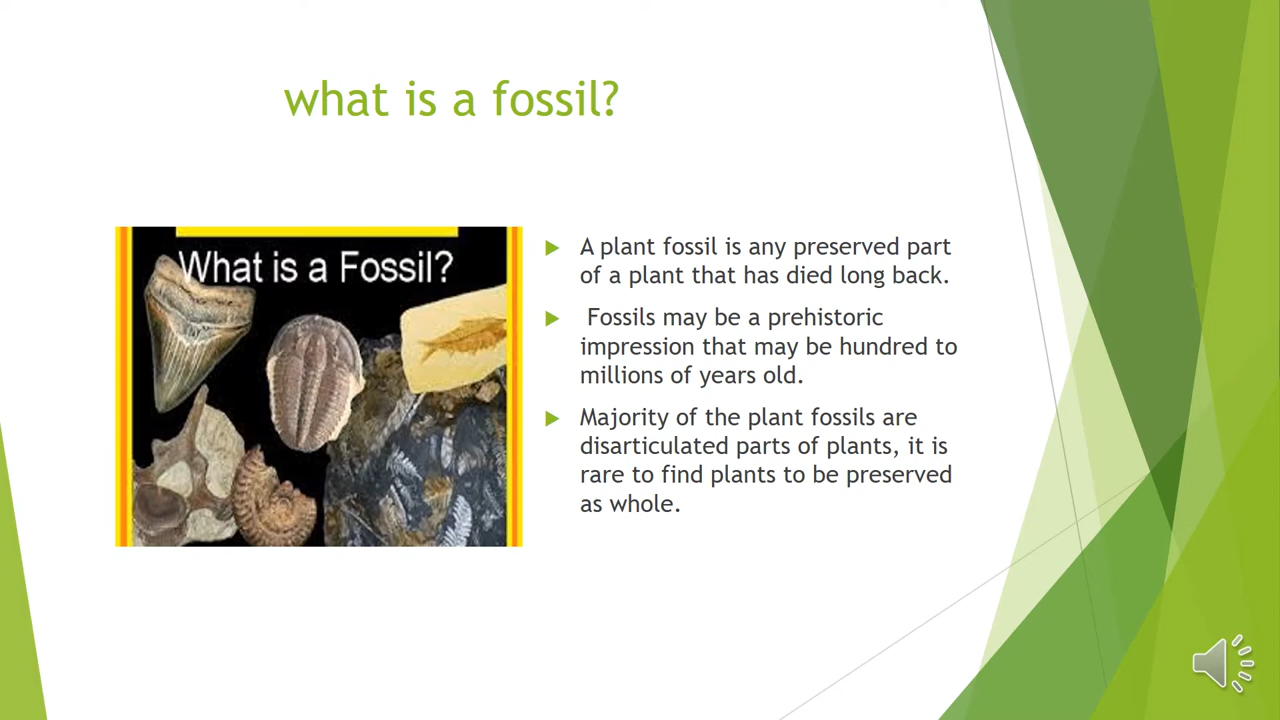 what is a fossil?
What is a Fossil?
A plant fossil is any preserved part
of a plant that has died long back.
Fossils may be a prehistoric
impression that may be hundred to
millions of years old.
Majority of the plant fossils are
disarticulated parts of plants, it is
rare to find plants to be preserved
as whole.